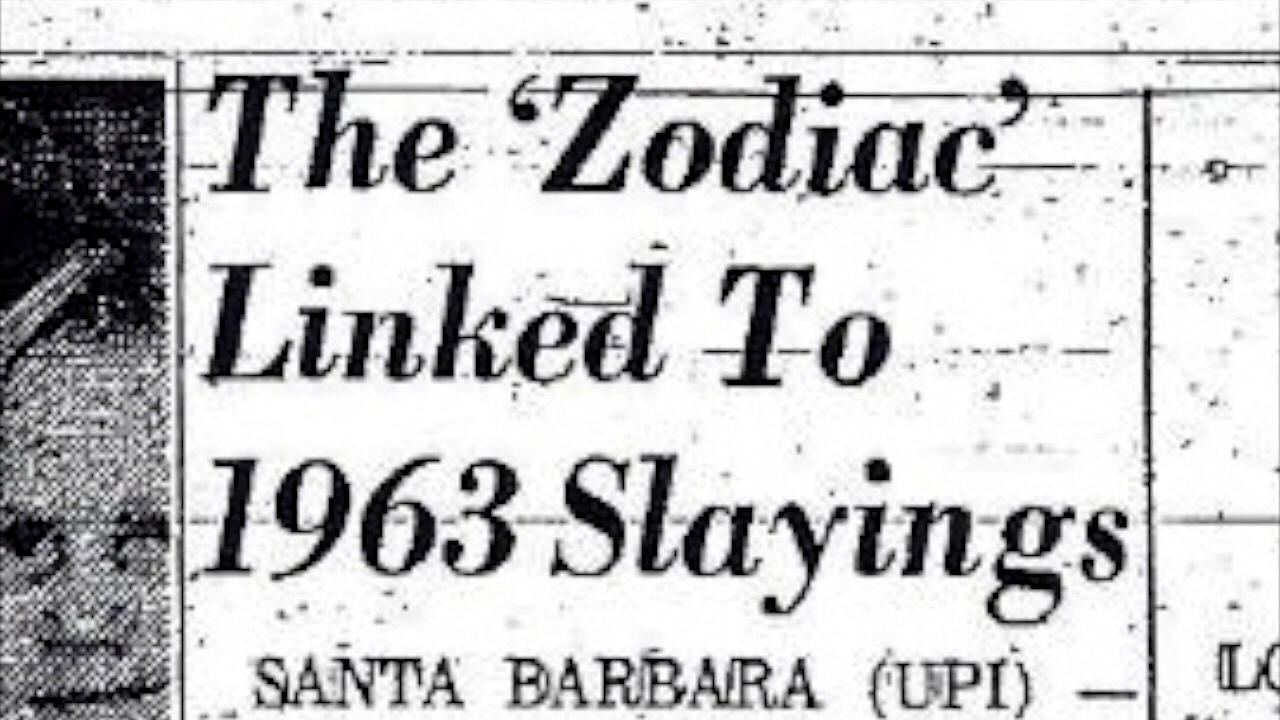 The ‘Zodiac’
Linked To
1963 Slayings
SANTA BARBARA (UPI) —